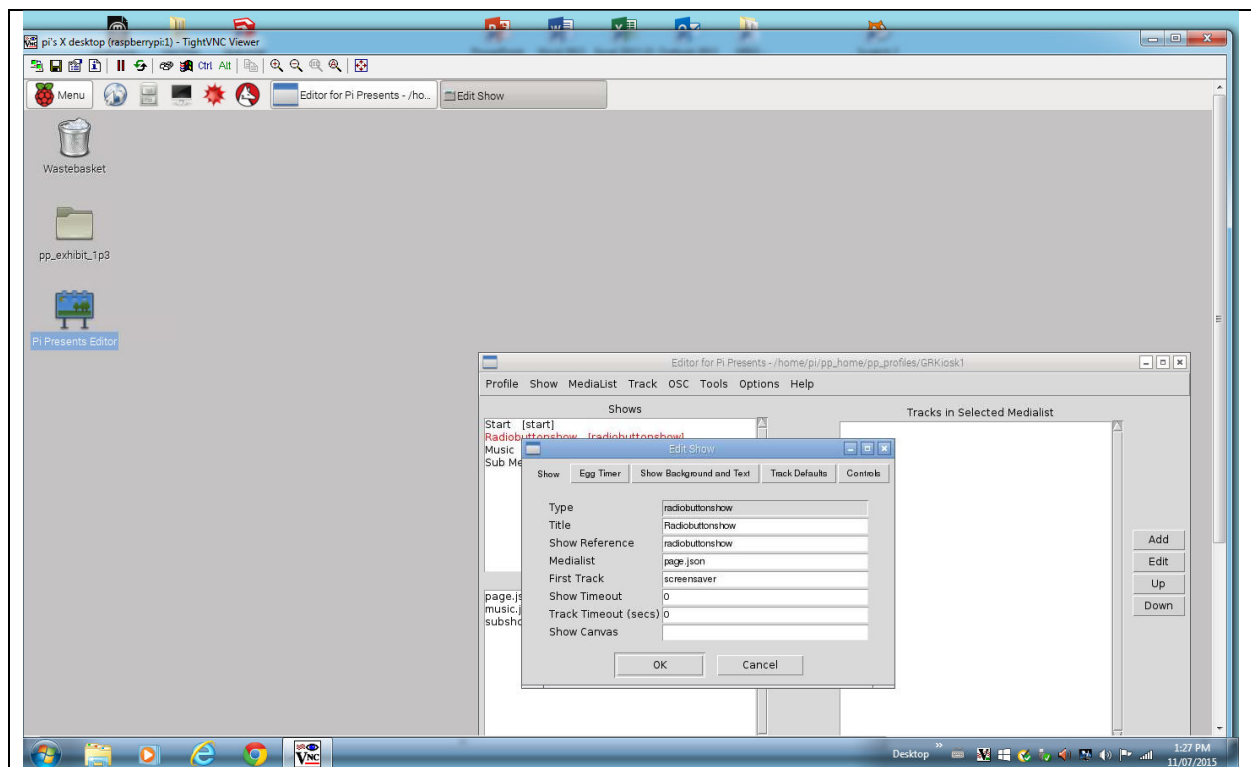 pi's X desktop (raspberrypi:1) - TightVNC Viewer
Ctrl Alt
Menu
Editor for Pi Presents - /ho..
Edit Show
Wastebasket
pp_exhibit_1p3
Pi Presents Editor
Editor for Pi Presents - /home/pi/pp_home/pp_profiles/GRKiosk1
Profile Show MediaList Track OSC Tools Options Help
Shows
Tracks in Selected Medialist
Start [start]
Radiobuttonshow [radiobuttonshow]
Music
Sub Me
Edit Show
Show Egg Timer Show Background and Text Track Defaults Controls
Type radiobuttonshow
Title Radiobuttonshow
Show Reference radiobuttonshow
Medialist page.json
First Track screensaver
Show Timeout 0
Track Timeout (secs) 0
Show Canvas
OK Cancel
page.js
music.j
subsho
Add
Edit
Up
Down
VNC
Desktop
1:27 PM
11/07/2015